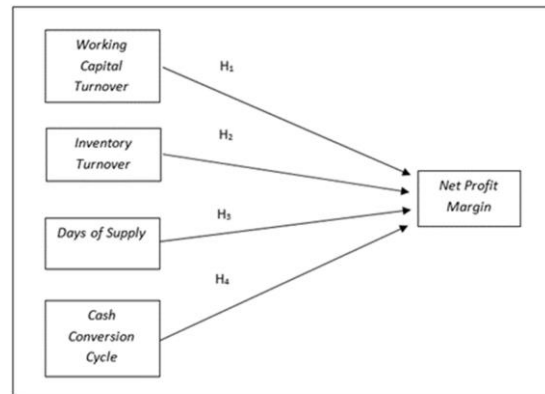 Working
Capital
Turnover
H₁
Inventory
Turnover
H₂
Net Profit
Margin
Days of Supply
H₃
H₄
Cash
Conversion
Cycle